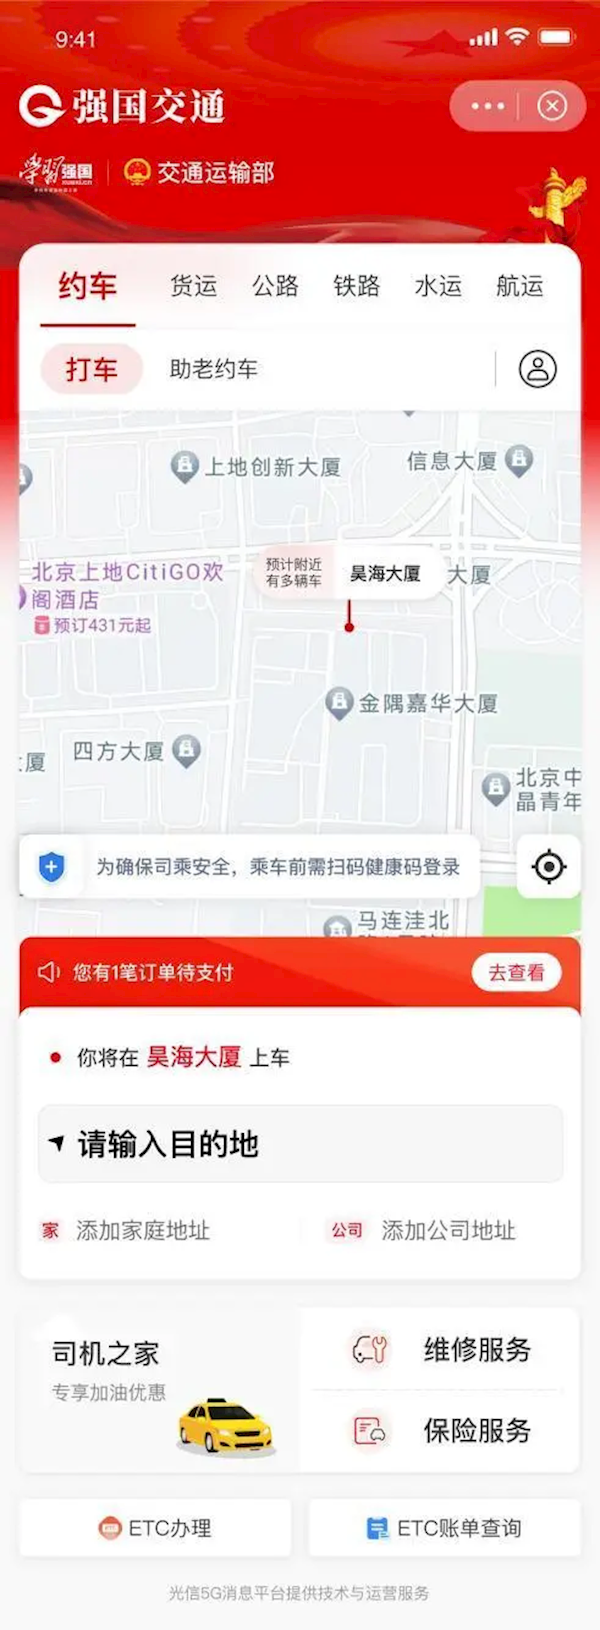 9:41
强国交通
学习强国
xuexi.cn
交通运输部
约车 货运 公路 铁路 水运 航运
打车 助老约车
上地创新大厦
信息大厦
北京上地CitiGO欢
阁酒店
预订431元起
预计附近
有多辆车
昊海大厦
大厦
金隅嘉华大厦
四方大厦
厦
北京中
晶青年
为确保司乘安全，乘车前需扫码健康码登录
马连洼北
您有1笔订单待支付
去查看
你将在 昊海大厦 上车
请输入目的地
家 添加家庭地址
公司 添加公司地址
司机之家
专享加油优惠
维修服务
保险服务
ETC办理
ETC账单查询
光信5G消息平台提供技术与运营服务